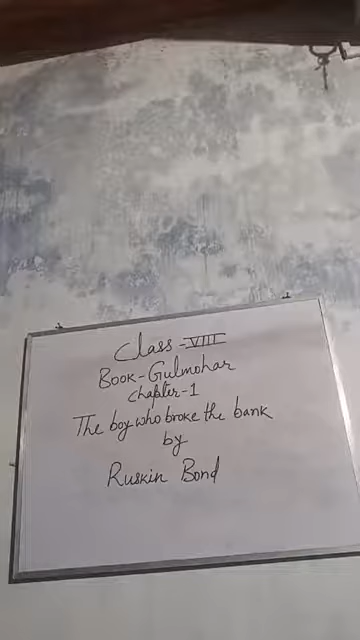 Class - VIII
Book - Gulmohar
Chapter - 1
The boy who broke the bank
by
Ruskin Bond